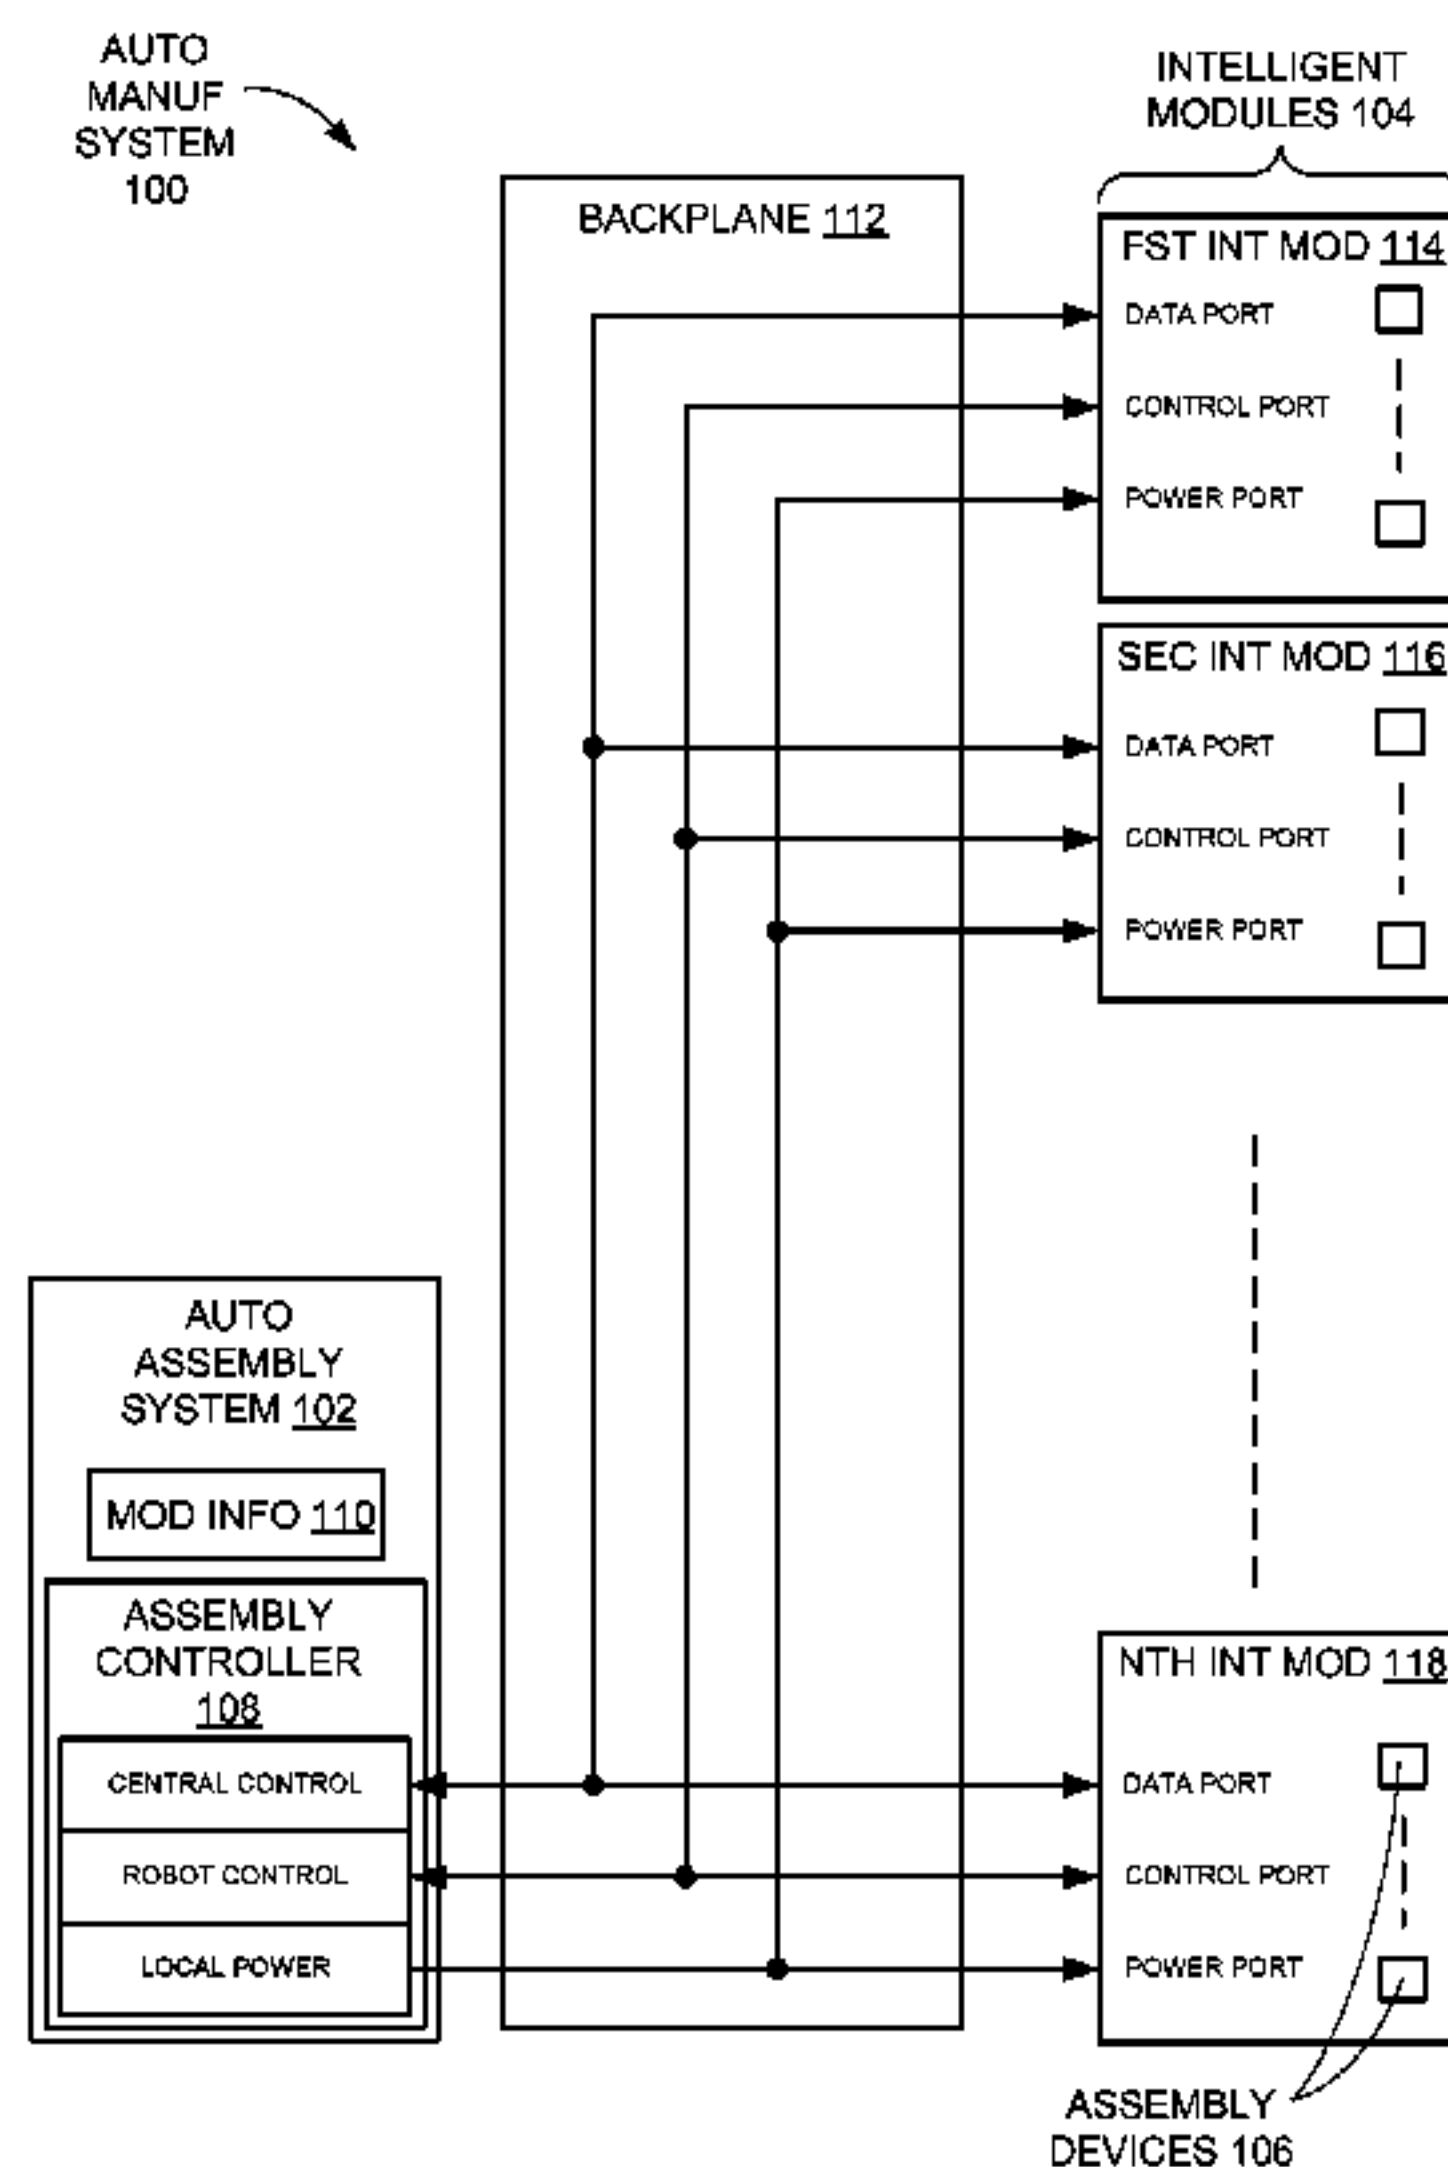 AUTO
MANUF
SYSTEM
100
INTELLIGENT
MODULES 104
BACKPLANE 112
FST INT MOD 114
DATA PORT
CONTROL PORT
POWER PORT
SEC INT MOD 116
DATA PORT
CONTROL PORT
POWER PORT
AUTO
ASSEMBLY
SYSTEM 102
MOD INFO 110
ASSEMBLY
CONTROLLER
108
CENTRAL CONTROL
ROBOT CONTROL
LOCAL POWER
NTH INT MOD 118
DATA PORT
CONTROL PORT
POWER PORT
ASSEMBLY
DEVICES 106